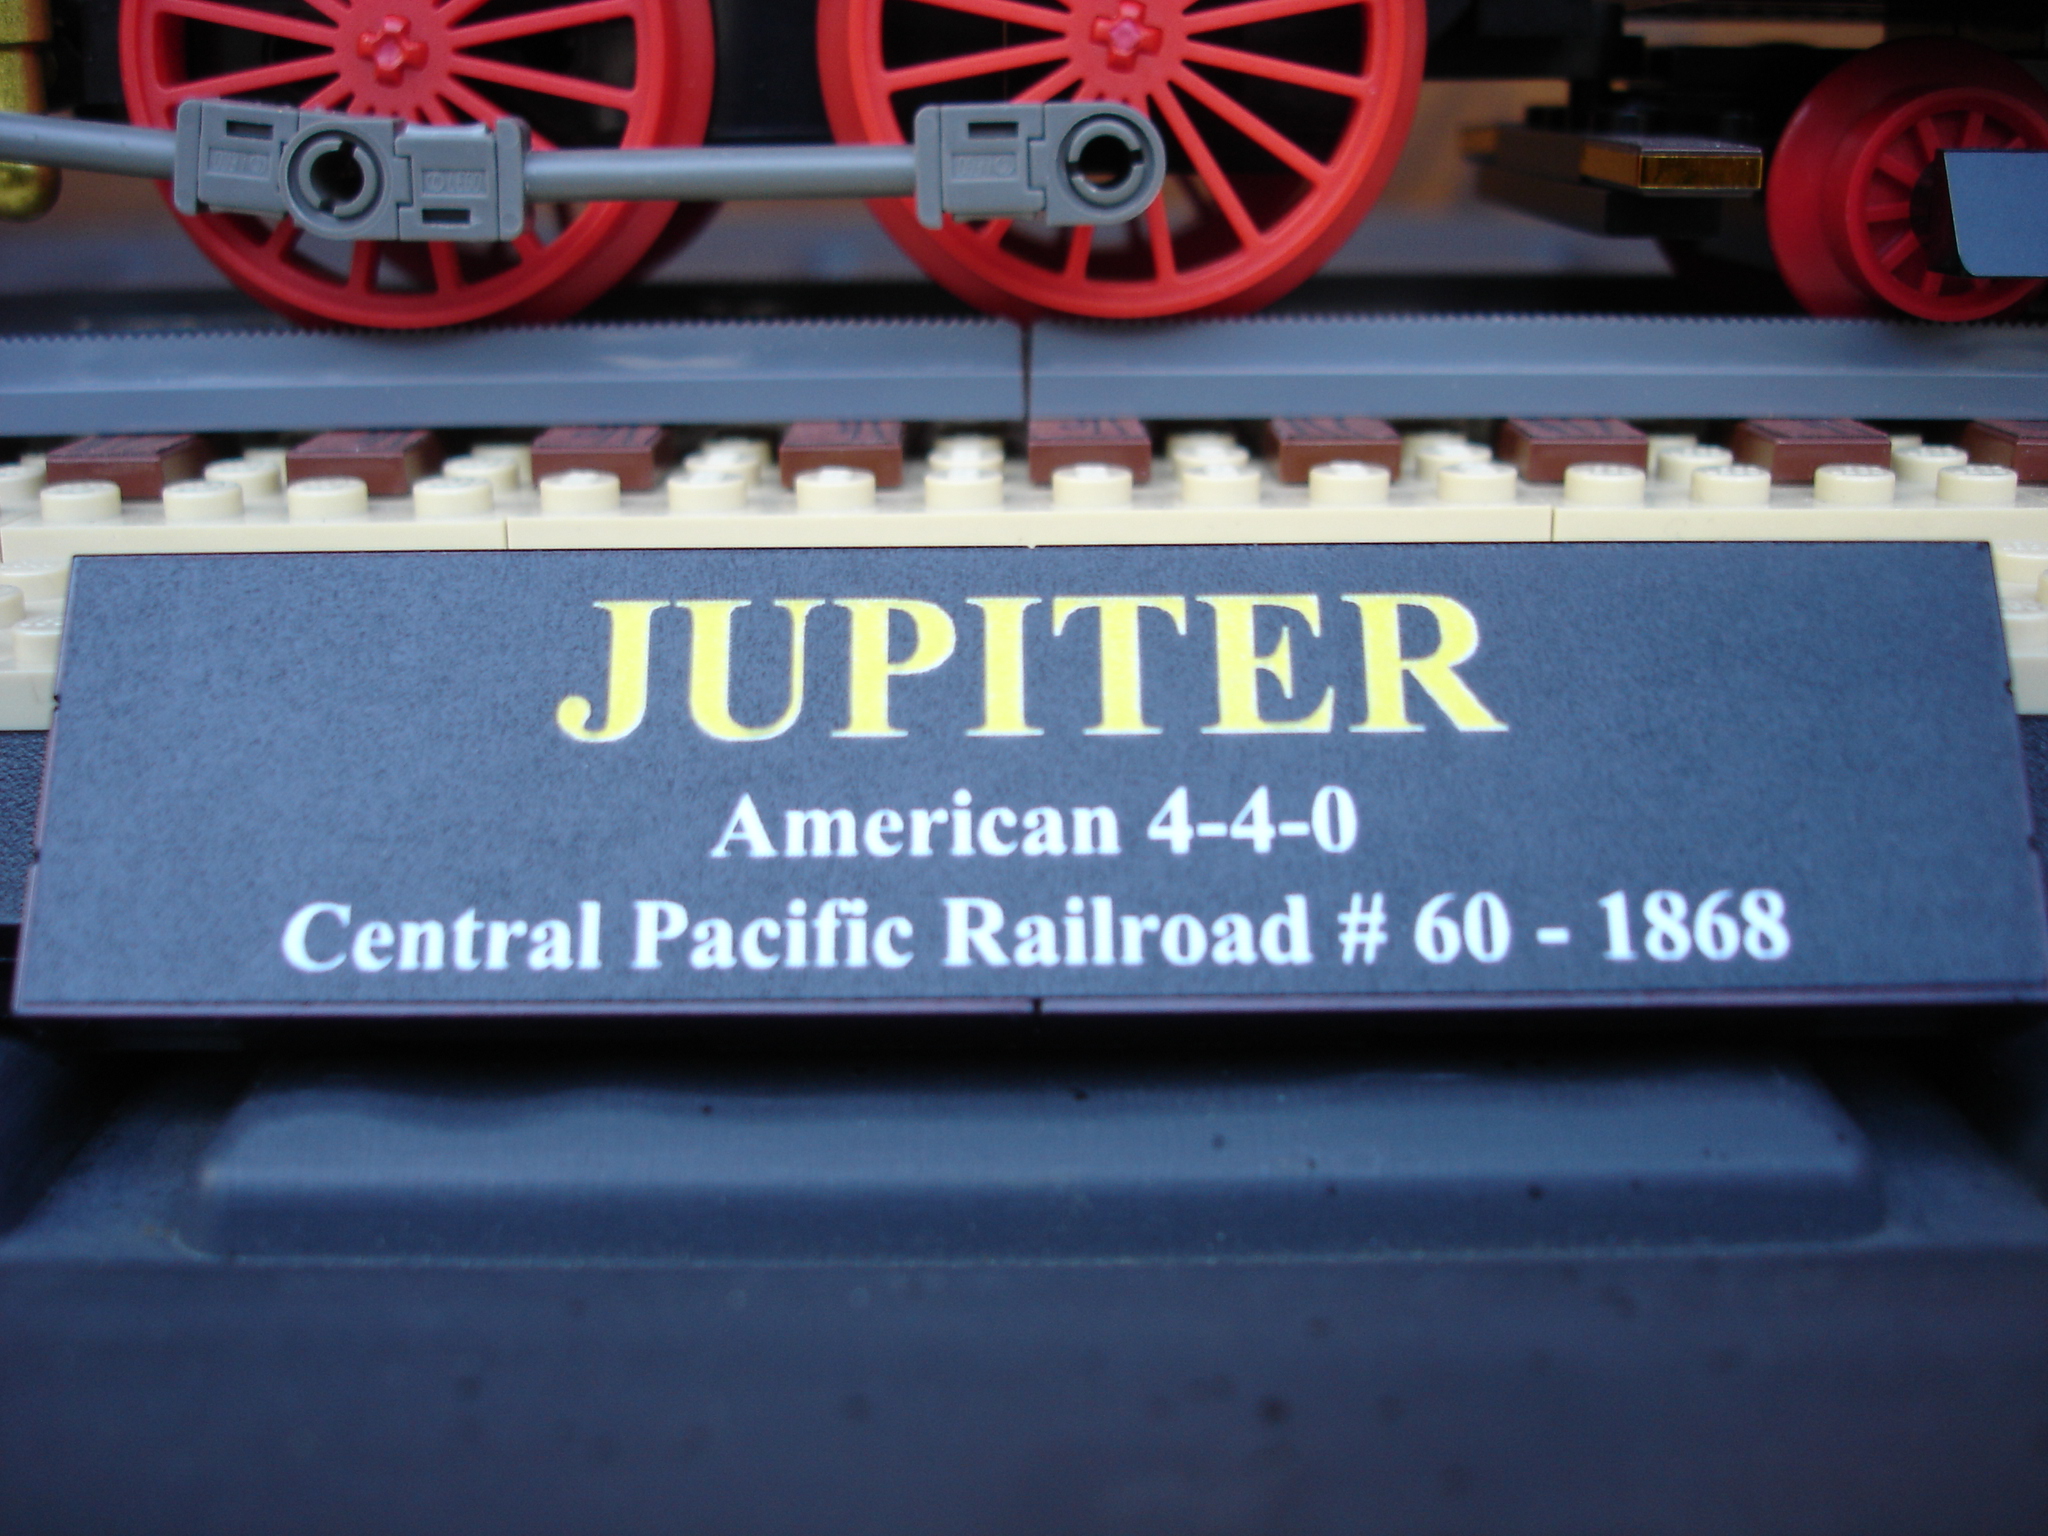 JUPITER
American 4-4-0
Central Pacific Railroad # 60 - 1868